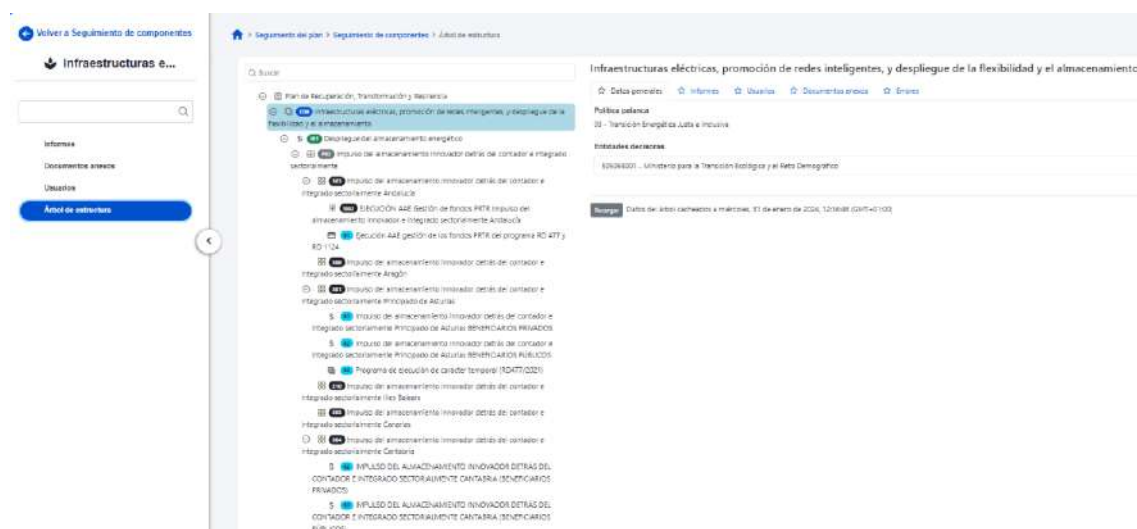 Volver a Seguimiento de componentes
Infraestructuras e...
Informes
Documentos anexos
Usuarios
Árbol de estructura
> Seguimiento del plan > Seguimiento de componentes > Árbol de estructura
Buscar
Plan de Recuperación, Transformación y Resiliencia
Infraestructuras eléctricas, promoción de redes inteligentes, y despliegue de la
flexibilidad y el almacenamiento
Despliegue del almacenamiento energético
Impulso del almacenamiento innovador detrás del contador e integrado
sectorialmente
Impulso del almacenamiento innovador detrás del contador e
integrado sectorialmente Andalucía
EJECUCIÓN AAE Gestión de fondos PRTR Impulso del
almacenamiento innovador e integrado sectorialmente Andalucía
Ejecución AAE gestión de los fondos PRTR del programa RD 477 y
RD 1124
Impulso del almacenamiento innovador detrás del contador e
integrado sectorialmente Aragón
Impulso del almacenamiento innovador detrás del contador e
integrado sectorialmente Principado de Asturias
Impulso del almacenamiento innovador detrás del contador e
integrado sectorialmente Principado de Asturias BENEFICIARIOS PRIVADOS
Impulso del almacenamiento innovador detrás del contador e
integrado sectorialmente Principado de Asturias BENEFICIARIOS PÚBLICOS
Programa de ejecución de carácter temporal (RD477/2021)
Impulso del almacenamiento innovador detrás del contador e
integrado sectorialmente Illes Balears
Impulso del almacenamiento innovador detrás del contador e
integrado sectorialmente Canarias
Impulso del almacenamiento innovador detrás del contador e
integrado sectorialmente Cantabria
IMPULSO DEL ALMACENAMIENTO INNOVADOR DETRÁS DEL
CONTADOR E INTEGRADO SECTORIALMENTE CANTABRIA (BENEFICIARIOS
PRIVADOS)
IMPULSO DEL ALMACENAMIENTO INNOVADOR DETRÁS DEL
CONTADOR E INTEGRADO SECTORIALMENTE CANTABRIA (BENEFICIARIOS
PÚBLICOS)
Infraestructuras eléctricas, promoción de redes inteligentes, y despliegue de la flexibilidad y el almacenamiento
Datos generales Informes Usuarios Documentos anexos Errores
Política palanca
03 - Transición Energética Justa e Inclusiva
Entidades decisoras
- Ministerio para la Transición Ecológica y el Reto Demográfico
Recargar Datos del árbol cacheados a miércoles, 31 de enero de 2024, (GMT+01:00)